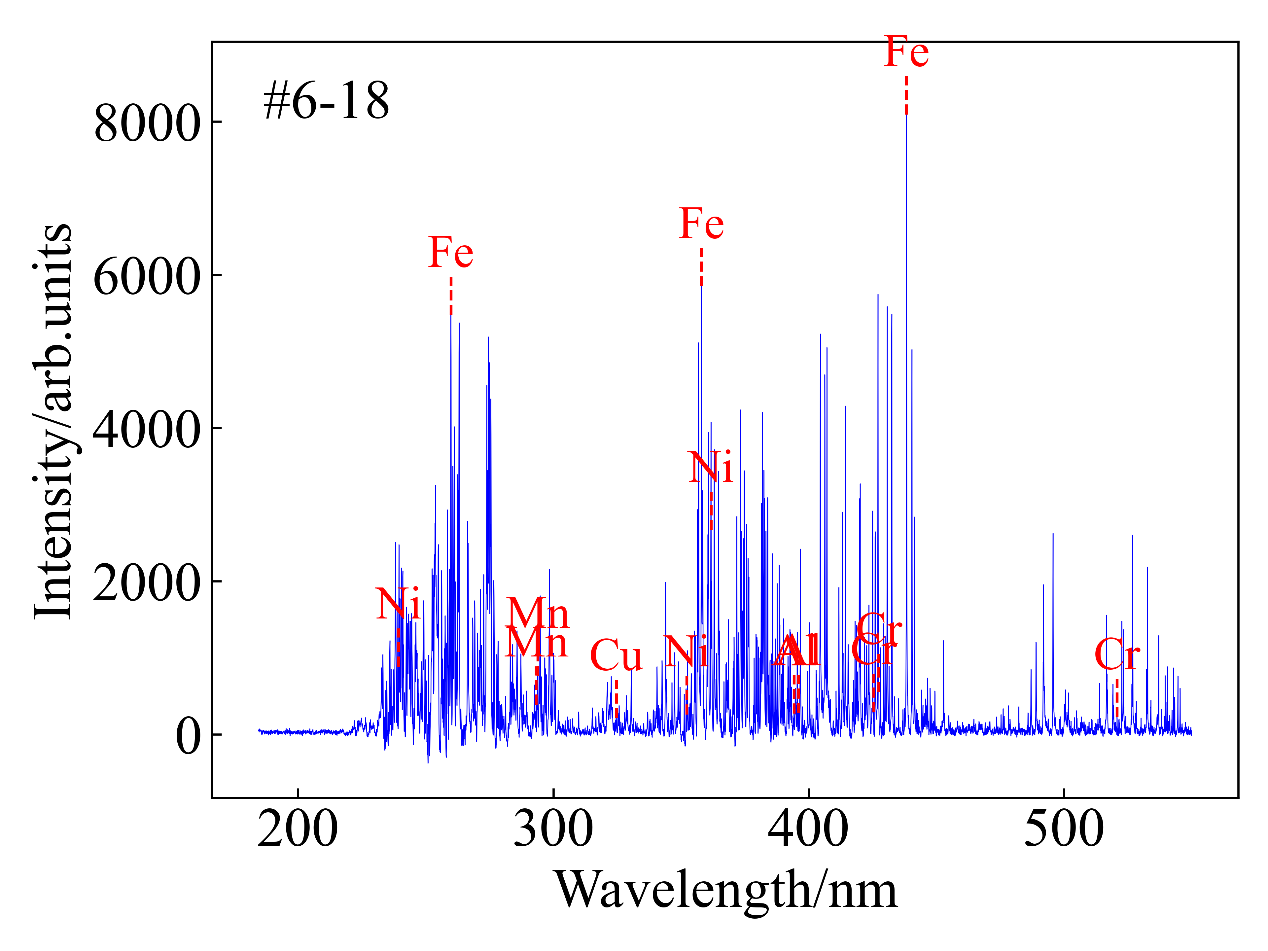 #6-18
Fe
Fe
Fe
Ni
Ni
Mn
Mn
Cu
Ni
Al
Al
Cr
Cr
Cr
8000
6000
4000
2000
0
200
300
400
500
Intensity/arb.units
Wavelength/nm